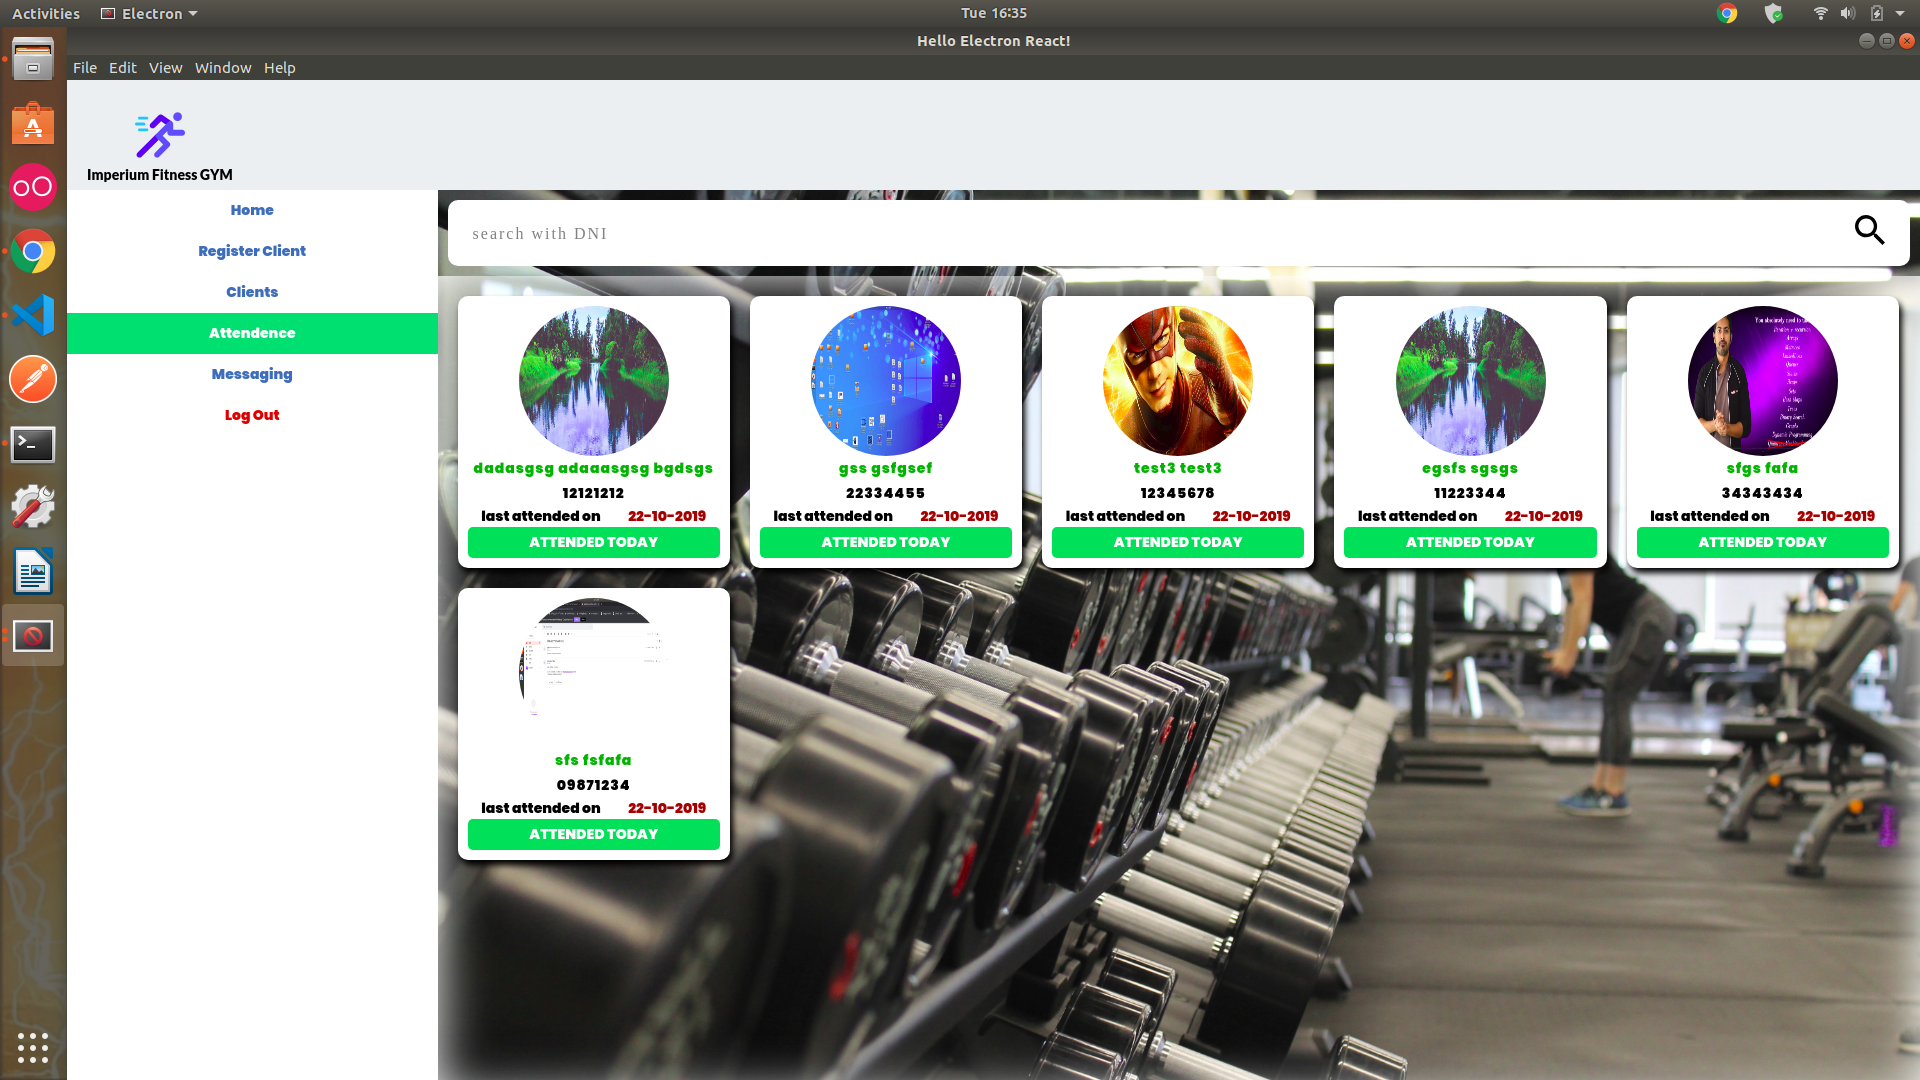 Activities Electron Tue 16:35
Hello Electron React!
File Edit View Window Help
Imperium Fitness GYM
Home
Register Client
Clients
Attendence
Messaging
Log Out
search with DNI
dadasgsg adaaasgsg bgdsgs
12121212
last attended on 22-10-2019
ATTENDED TODAY
gss gsfgsef
22334455
last attended on 22-10-2019
ATTENDED TODAY
test3 test3
12345678
last attended on 22-10-2019
ATTENDED TODAY
egsfs sgsgs
11223344
last attended on 22-10-2019
ATTENDED TODAY
sfgs fafa
34343434
last attended on 22-10-2019
ATTENDED TODAY
sfs fsfafa
09871234
last attended on 22-10-2019
ATTENDED TODAY